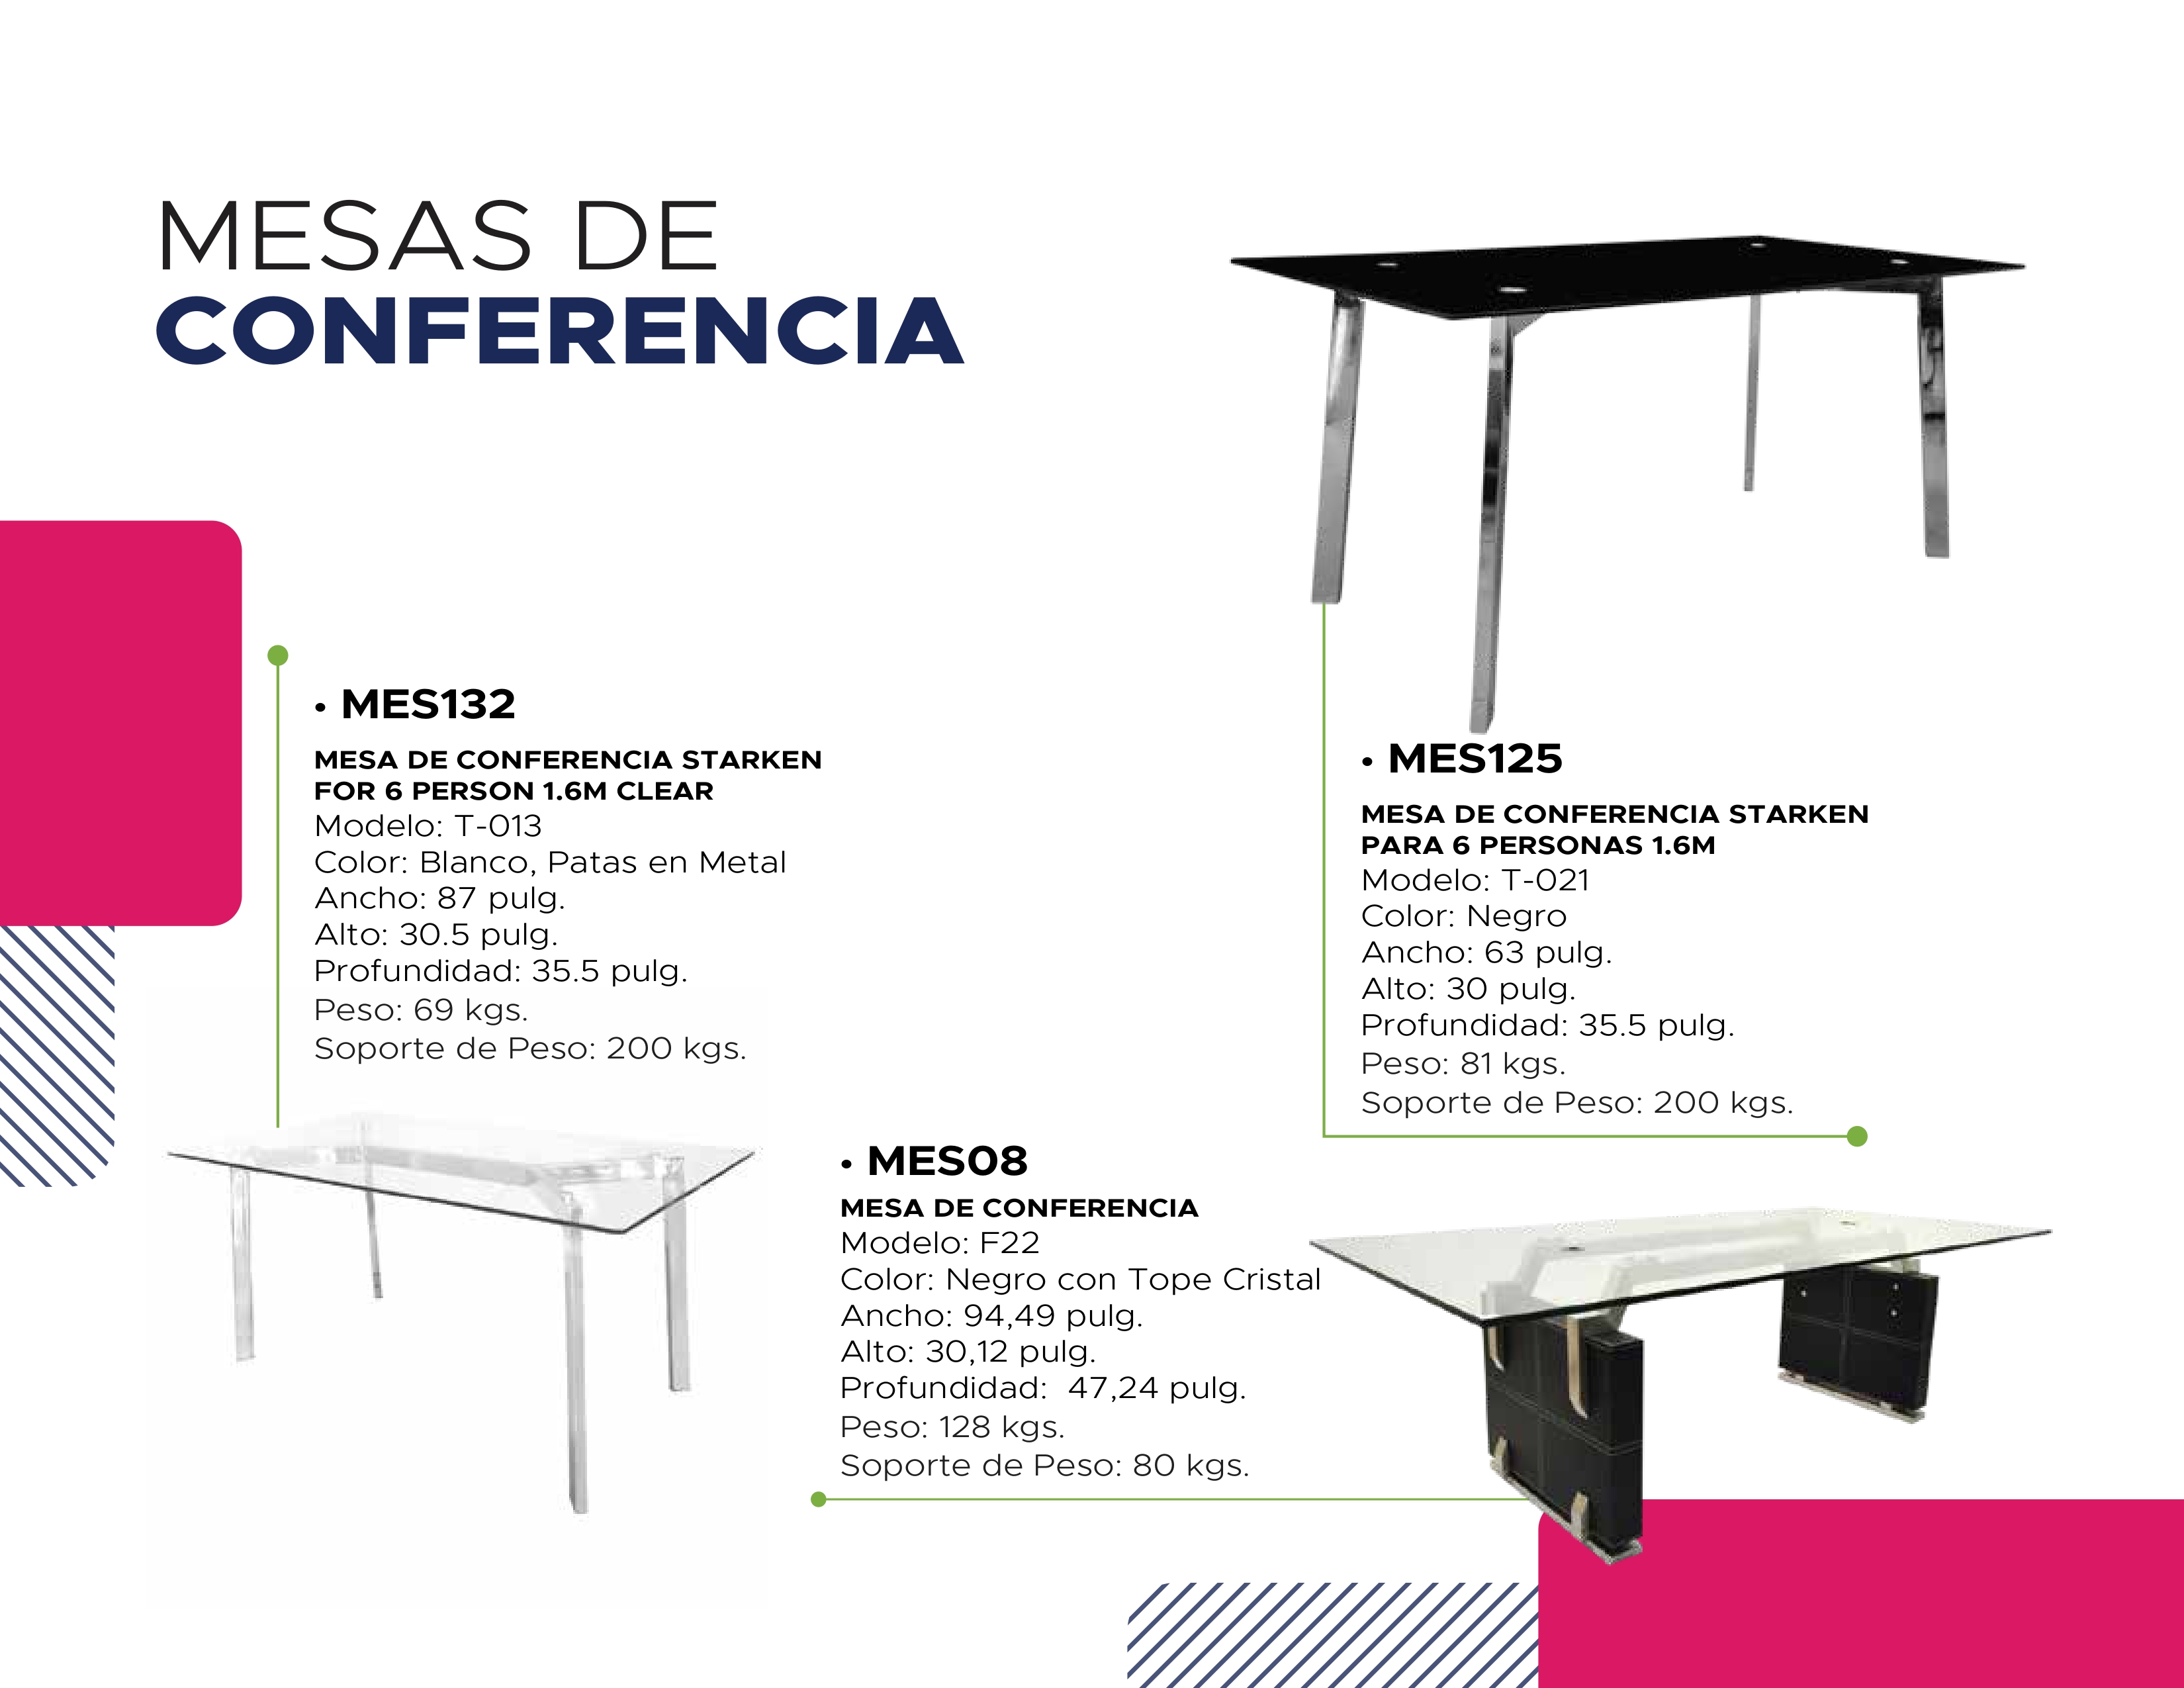 MESAS DE
CONFERENCIA
• MES132
MESA DE CONFERENCIA STARKEN
FOR 6 PERSON 1.6M CLEAR
Modelo: T-013
Color: Blanco, Patas en Metal
Ancho: 87 pulg.
Alto: 30.5 pulg.
Profundidad: 35.5 pulg.
Peso: 69 kgs.
Soporte de Peso: 200 kgs.
• MES125
MESA DE CONFERENCIA STARKEN
PARA 6 PERSONAS 1.6M
Modelo: T-021
Color: Negro
Ancho: 63 pulg.
Alto: 30 pulg.
Profundidad: 35.5 pulg.
Peso: 81 kgs.
Soporte de Peso: 200 kgs.
• MES08
MESA DE CONFERENCIA
Modelo: F22
Color: Negro con Tope Cristal
Ancho: 94,49 pulg.
Alto: 30,12 pulg.
Profundidad:  47,24 pulg.
Peso: 128 kgs.
Soporte de Peso: 80 kgs.